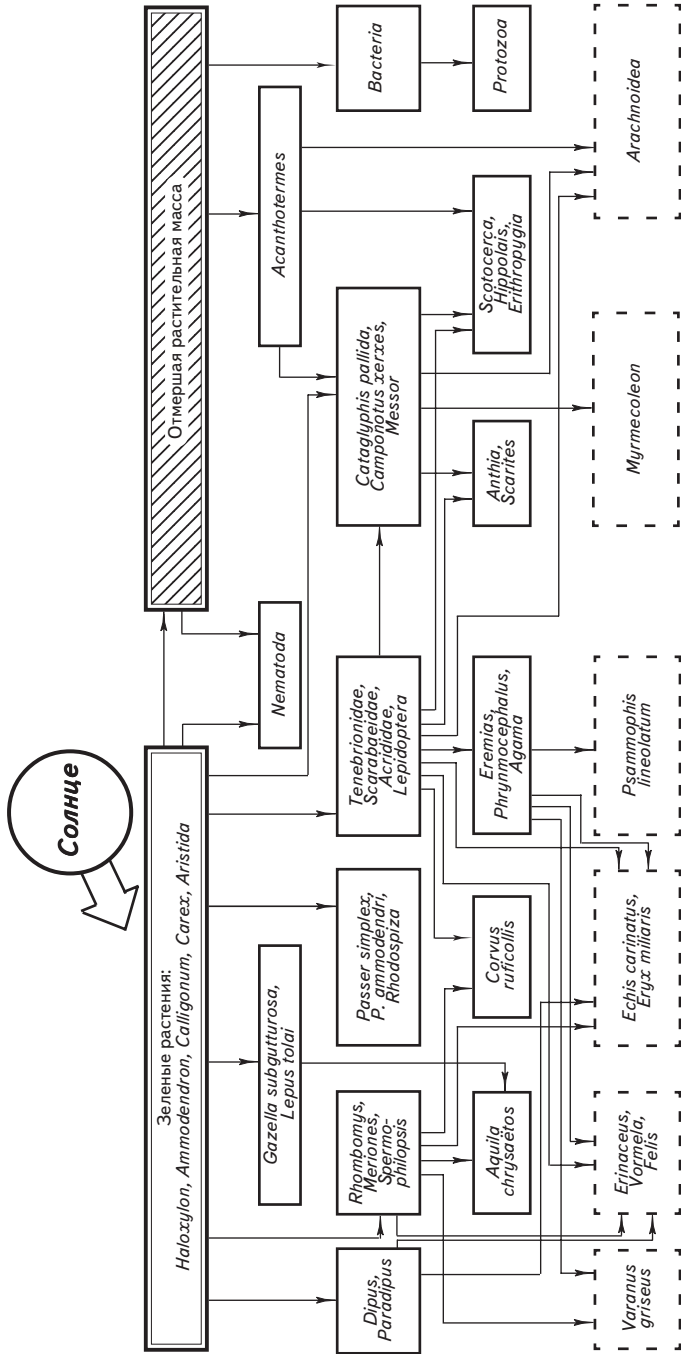 Солнце
Зеленые растения:
Haloxylon, Ammodendron, Calligonum, Carex, Aristida
Отмершая растительная масса
Gazella subgutturosa,
Lepus tolai
Nematoda
Acanthotermes
Dipus,
Paradipus
Rhombomys,
Meriones,
Spermo-
philopsis
Passer simplex,
P. ammodendri,
Rhodospiza
Tenebrionidae,
Scarabaeidae,
Acrididae,
Lepidoptera
Cataglyphis pallida,
Camponotus xerxes,
Messor
Bacteria
Aquila
chrysaëtos
Corvus
ruficollis
Eremias,
Phrynmocephalus,
Agama
Anthia,
Scarites
Scotocerca,
Hippolais,
Erithropygia
Protozoa
Varanus
griseus
Erinaceus,
Vormela,
Felis
Echis carinatus,
Eryx miliaris
Psammophis
lineolatum
Myrmecoleon
Arachnoidea